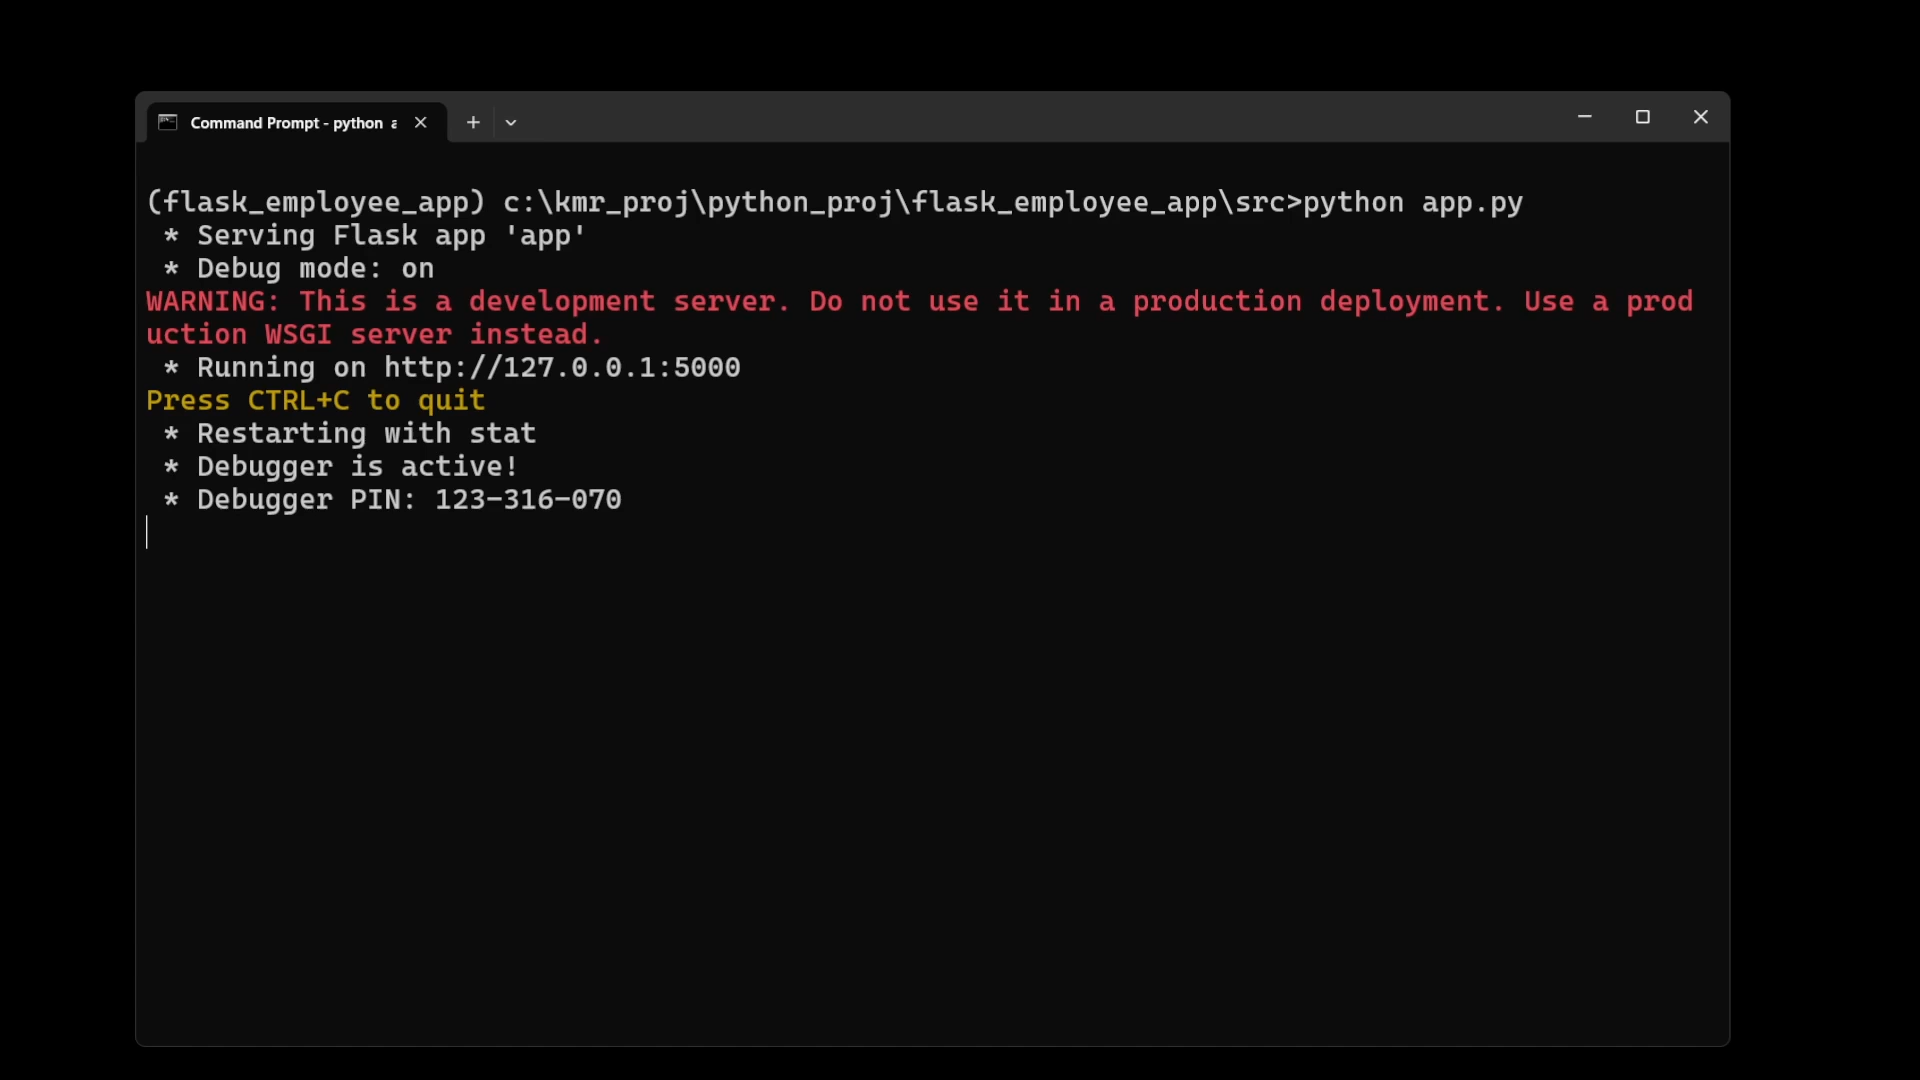 Command Prompt - python a
(flask_employee_app) c:\kmr_proj\python_proj\flask_employee_app\src>python app.py
 * Serving Flask app 'app'
 * Debug mode: on
WARNING: This is a development server. Do not use it in a production deployment. Use a prod
uction WSGI server instead.
 * Running on http://127.0.0.1:5000
Press CTRL+C to quit
 * Restarting with stat
 * Debugger is active!
 * Debugger PIN: 123-316-070